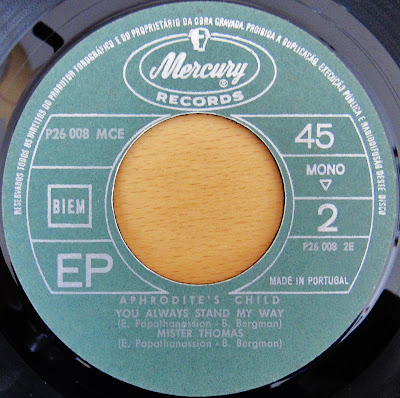 RESERVADOS TODOS OS DIREITOS DO PRODUTOR FONOGRÁFICO E DO PROPRIETÁRIO DA OBRA GRAVADA. PROIBIDA A DUPLICAÇÃO, EXECUÇÃO PÚBLICA E RADIODIFUSÃO DESTE DISCO
Mercury
®
RECORDS
P26 008 MCE
45
MONO
BIEM
2
P26 008 2E
EP
MADE IN PORTUGAL
APHRODITE'S CHILD
YOU ALWAYS STAND MY WAY
(E. Papathanassion - B. Bergman)
MISTER THOMAS
(E. Papathanassion - B. Bergman)